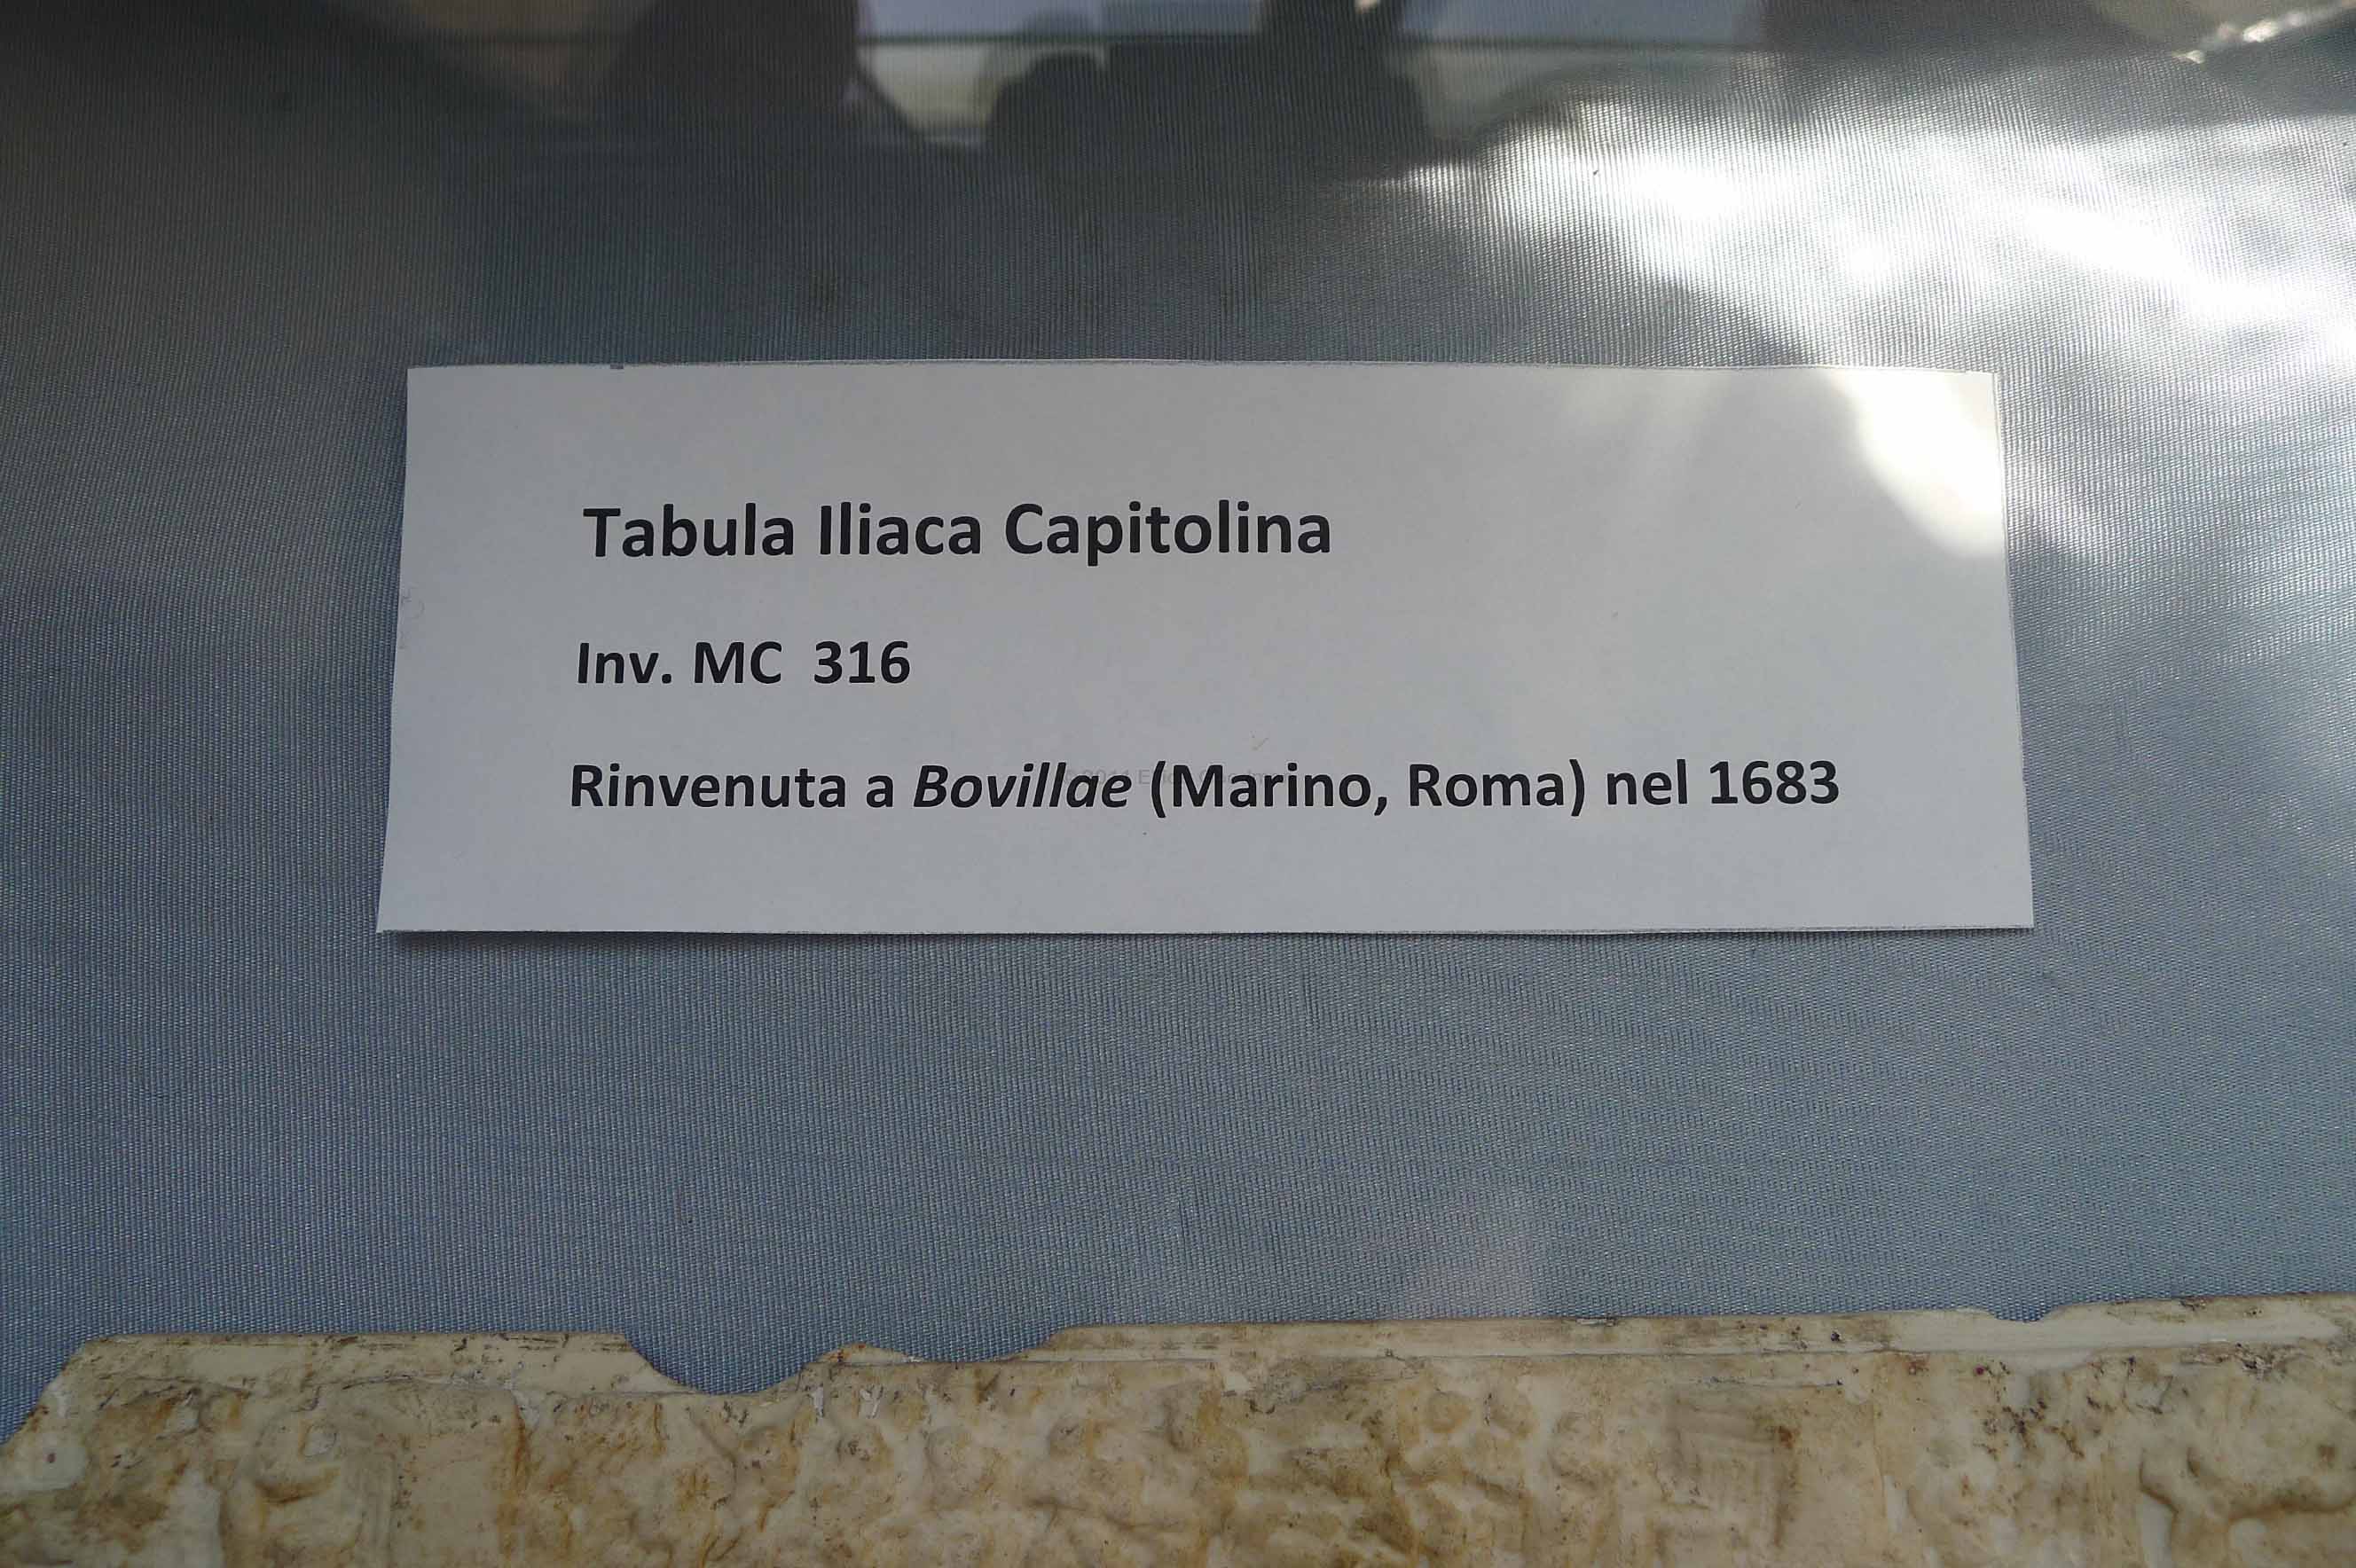 Tabula Iliaca Capitolina
Inv. MC 316
Rinvenuta a Bovillae (Marino, Roma) nel 1683